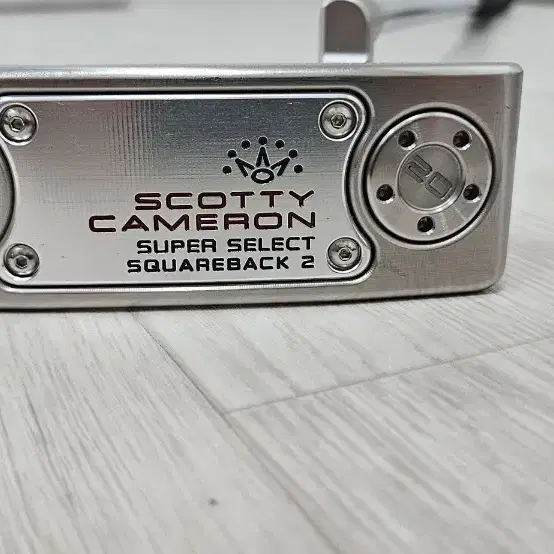 SCOTTY
CAMERON
SUPER SELECT
SQUAREBACK 2
20